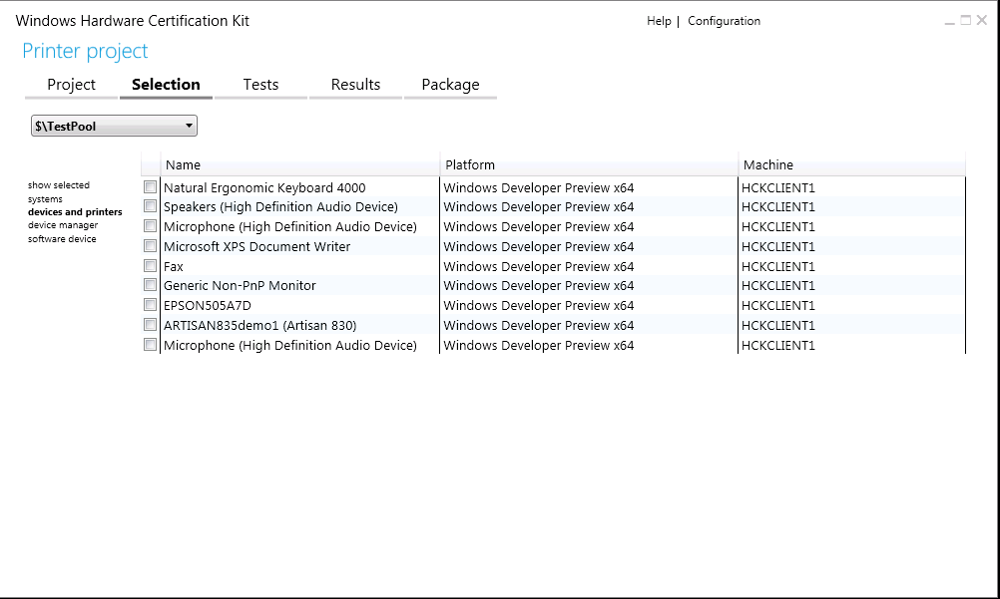 Windows Hardware Certification Kit
Help | Configuration
Printer project
Project Selection Tests Results Package
$\TestPool
show selected
systems
devices and printers
device manager
software device
Name Platform Machine
Natural Ergonomic Keyboard 4000 Windows Developer Preview x64 HCKCLIENT1
Speakers (High Definition Audio Device) Windows Developer Preview x64 HCKCLIENT1
Microphone (High Definition Audio Device) Windows Developer Preview x64 HCKCLIENT1
Microsoft XPS Document Writer Windows Developer Preview x64 HCKCLIENT1
Fax Windows Developer Preview x64 HCKCLIENT1
Generic Non-PnP Monitor Windows Developer Preview x64 HCKCLIENT1
EPSON505A7D Windows Developer Preview x64 HCKCLIENT1
ARTISAN835demo1 (Artisan 830) Windows Developer Preview x64 HCKCLIENT1
Microphone (High Definition Audio Device) Windows Developer Preview x64 HCKCLIENT1